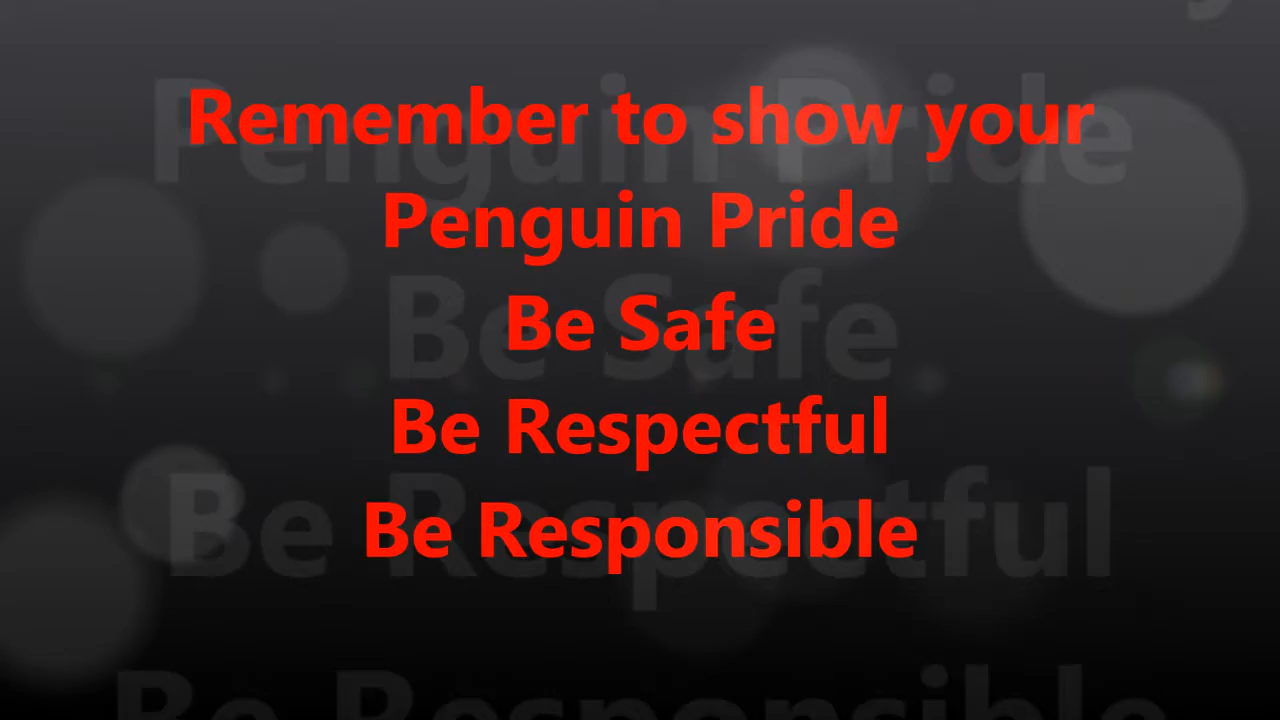 Remember to show your
Penguin Pride
Be Safe
Be Respectful
Be Responsible